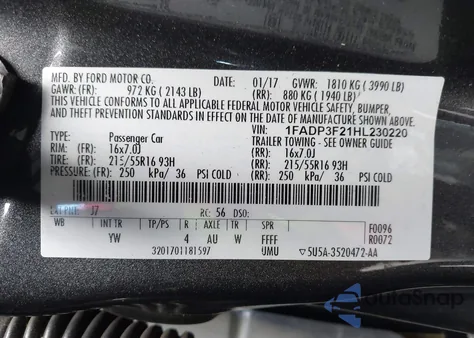 MFD. BY FORD MOTOR CO. DATE: 01/17 GVWR: 1810 KG ( 3990 LB)
GAWR: (FR): 972 KG ( 2143 LB) (RR): 880 KG ( 1940 LB)
THIS VEHICLE CONFORMS TO ALL APPLICABLE FEDERAL MOTOR VEHICLE SAFETY, BUMPER,
AND THEFT PREVENTION STANDARDS IN EFFECT ON THE DATE OF MANUFACTURE SHOWN ABOVE.
VIN: 1FADP3F21HL230220
TYPE: Passenger Car TRAILER TOWING - SEE OWNER GUIDE
RIM: (FR): 16x7.0J (RR): 16x7.0J
TIRE: (FR): 215/55R16 93H (RR): 215/55R16 93H
PRESSURE: (FR): 250 kPa/ 36 PSI COLD (RR): 250 kPa/ 36 PSI COLD
37 RC: 56 DSO:
WB INT TR TP/PS R AXLE TR SPR F0096
YW 4 AU W FFFF R0072
3201701181597 UMU 5U5A-3520472-AA
AutoSnap